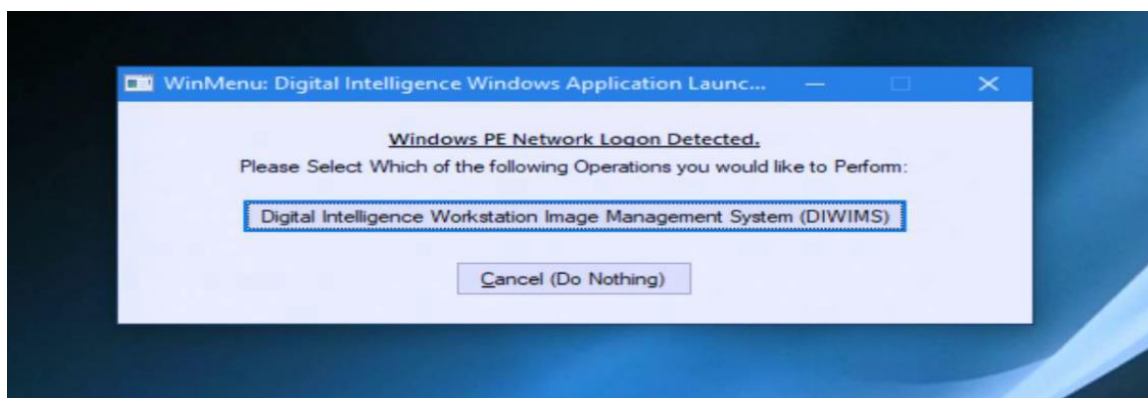 WinMenu: Digital Intelligence Windows Application Launc...
Windows PE Network Logon Detected.
Please Select Which of the following Operations you would like to Perform:
Digital Intelligence Workstation Image Management System (DIWIMS)
Cancel (Do Nothing)